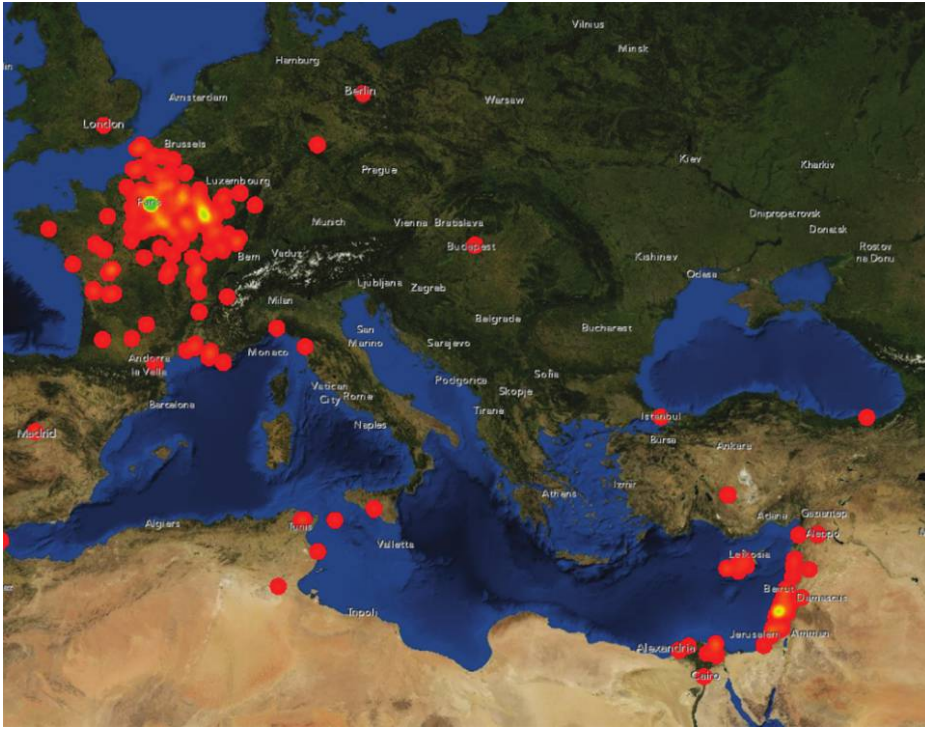 Vilnius
Minsk
Hamburg
Berlin
Amsterdam
Warsaw
London
Brussels
Kiev
Kharkiv
Prague
Luxembourg
Paris
Dnipropetrovsk
Munich
Vienna Bratislava
Donetsk
Budapest
Rostov
na Donu
Bern
Vaduz
Kishinev
Odesa
Ljubljana
Zagreb
Milan
Belgrade
Bucharest
San
Marino
Sarajevo
Monaco
Andorra
la Vella
Sofia
Podgorica
Skopje
Vatican
City
Rome
Barcelona
Tirane
Istanbul
Naples
Madrid
Bursa
Ankara
Izmir
Athens
Adana
Gaziantep
Algiers
Tunis
Aleppo
Valletta
Lefkosia
Beirut
Damascus
Inpoli
Jerusalem
Amman
Alexandria
Cairo